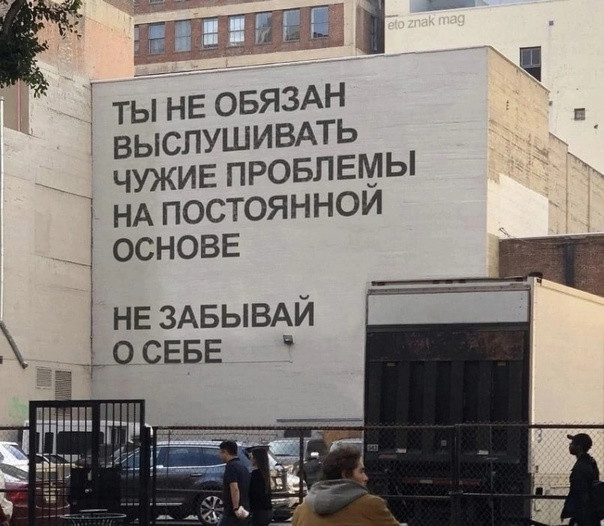 eto znak mag
ТЫ НЕ ОБЯЗАН
ВЫСЛУШИВАТЬ
ЧУЖИЕ ПРОБЛЕМЫ
НА ПОСТОЯННОЙ
ОСНОВЕ
НЕ ЗАБЫВАЙ
О СЕБЕ